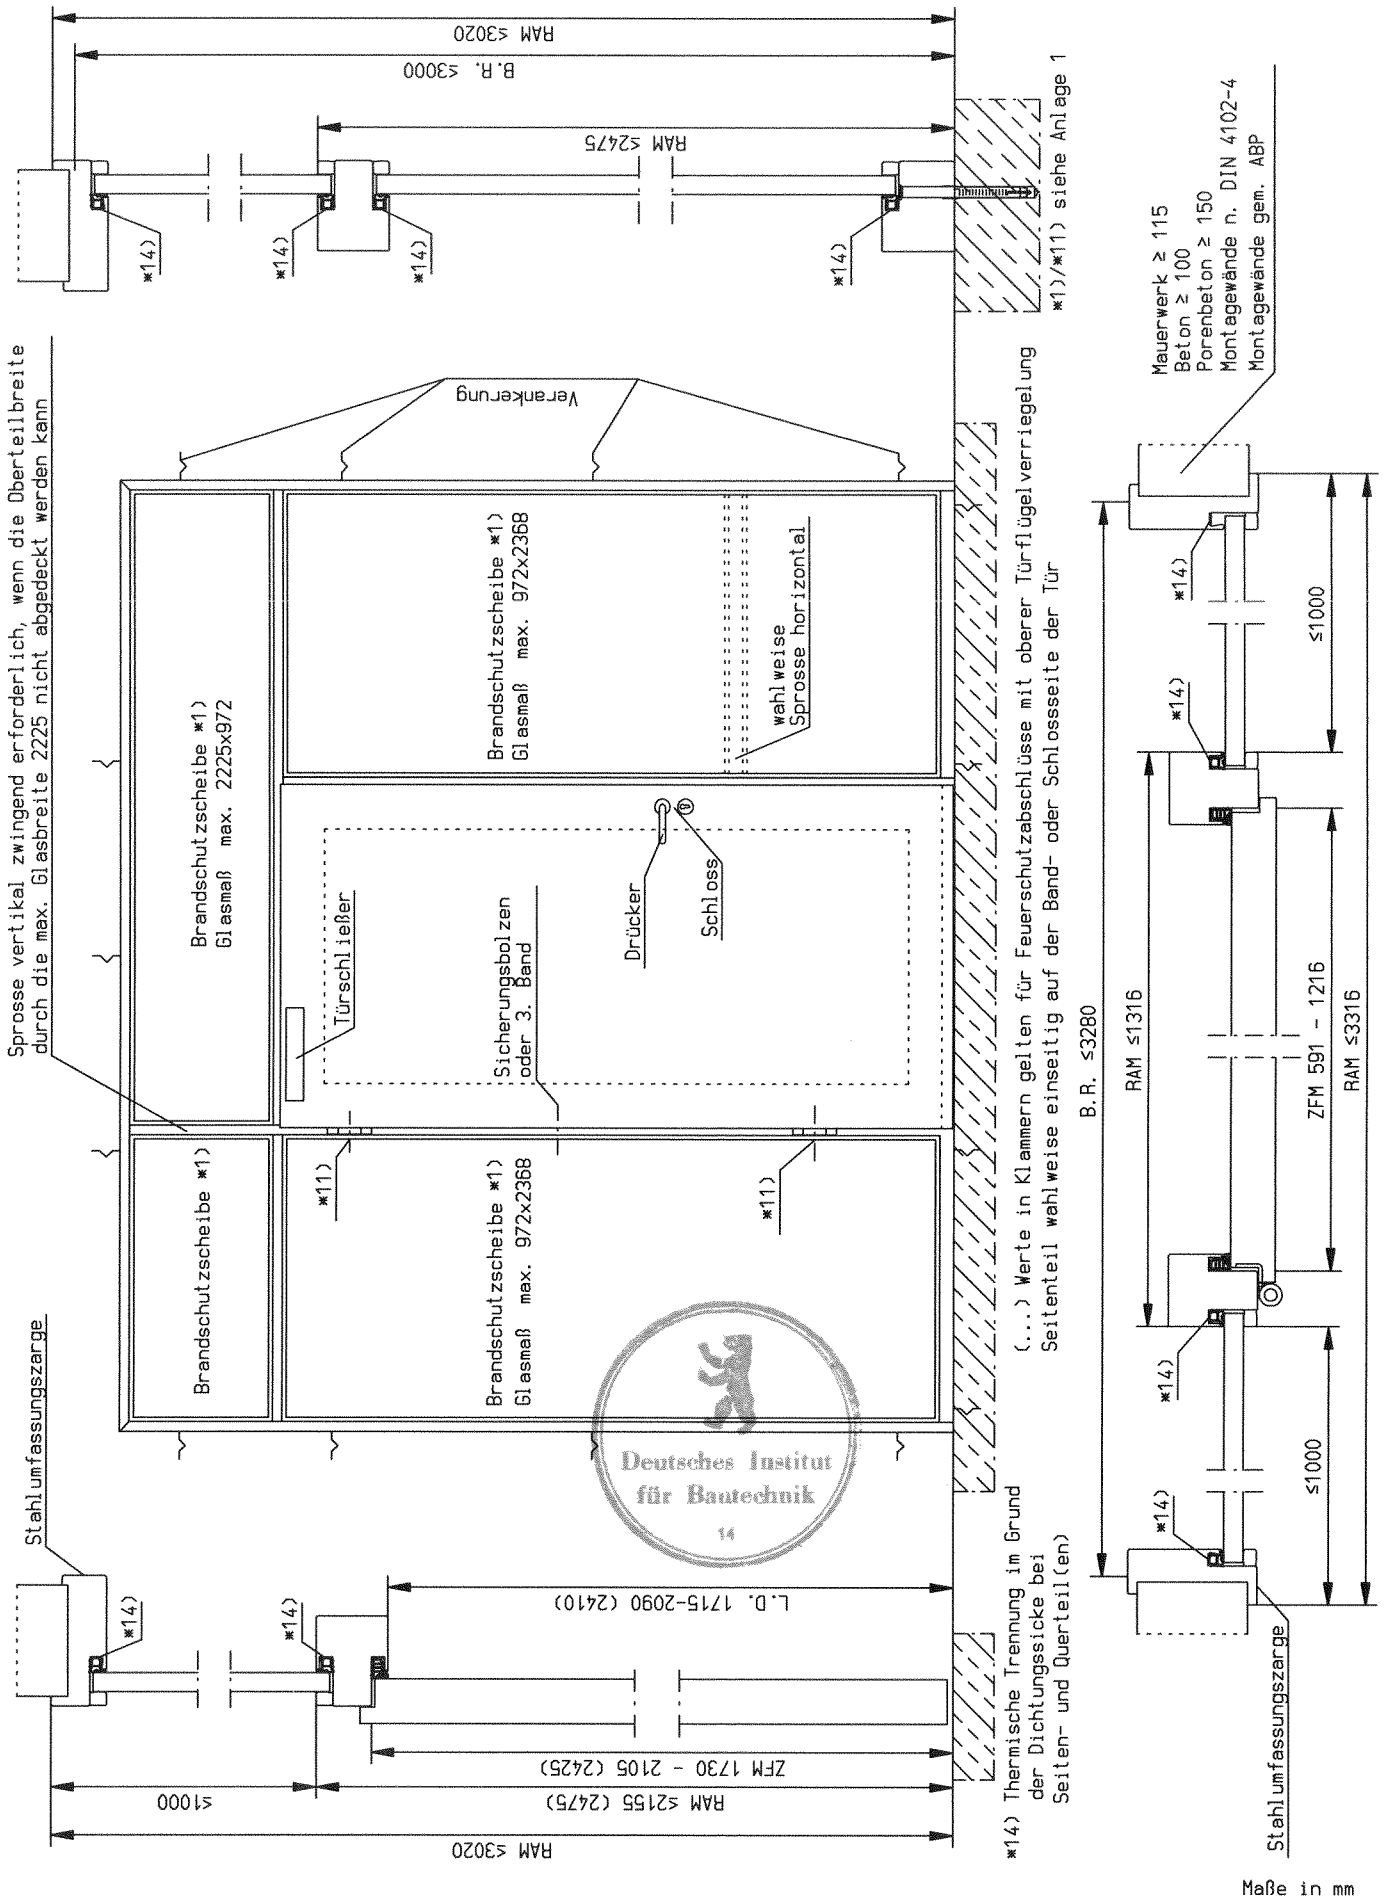 Sprosse vertikal zwingend erforderlich, wenn die Oberteilbreite
durch die max. Glasbreite 2225 nicht abgedeckt werden kann
Stahlumfassungszarge
RAM ≤3020
≤1000
RAM ≤2155 (2475)
ZFM 1730 - 2105 (2425)
L.D. 1715-2090 (2410)
*14)
*14)
Brandschutzscheibe *1)
Brandschutzscheibe *1)
Glasmaß max. 2225x972
Brandschutzscheibe *1)
Glasmaß max. 972x2368
*11)
*11)
Türschließer
Sicherungsbolzen
oder 3. Band
Drücker
Schloss
Brandschutzscheibe *1)
Glasmaß max. 972x2368
wahlweise
Sprosse horizontal
Verankerung
RAM ≤3020
B.R. ≤3000
RAM ≤2475
*14)
*14)
*14)
*14)
*1)/*11) siehe Anlage 1
Deutsches Institut
für Bautechnik
14
*14) Thermische Trennung im Grund
der Dichtungssicke bei
Seiten- und Querteil(en)
(...) Werte in Klammern gelten für Feuerschutzabschlüsse mit oberer Türflügelverriegelung
Seitenteil wahlweise einseitig auf der Band- oder Schlossseite der Tür
B.R. ≤3280
RAM ≤1316
*14)
*14)
*14)
*14)
≤1000
ZFM 591 - 1216
≤1000
RAM ≤3316
Stahlumfassungszarge
Mauerwerk ≥ 115
Beton ≥ 100
Porenbeton ≥ 150
Montagewände n. DIN 4102-4
Montagewände gem. ABP
Maße in mm